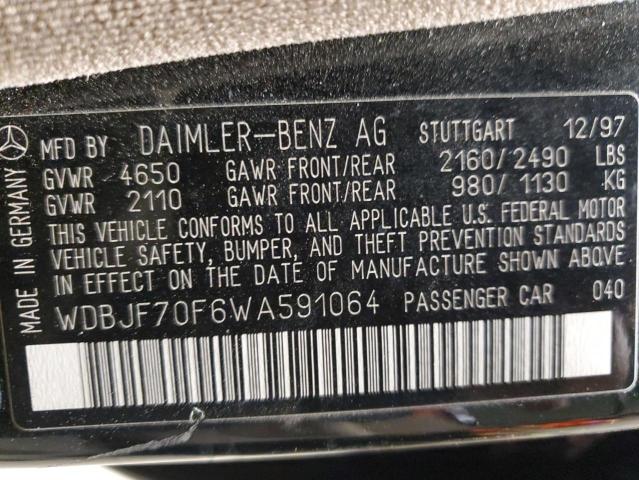 MADE IN GERMANY
MFD BY DAIMLER-BENZ AG STUTTGART 12/97
GVWR 4650 GAWR FRONT/REAR 2160/2490 LBS
GVWR 2110 GAWR FRONT/REAR 980/1130 KG
THIS VEHICLE CONFORMS TO ALL APPLICABLE U.S. FEDERAL MOTOR
VEHICLE SAFETY, BUMPER, AND THEFT PREVENTION STANDARDS
IN EFFECT ON THE DATE OF MANUFACTURE SHOWN ABOVE
WDBJF70F6WA591064 PASSENGER CAR 040